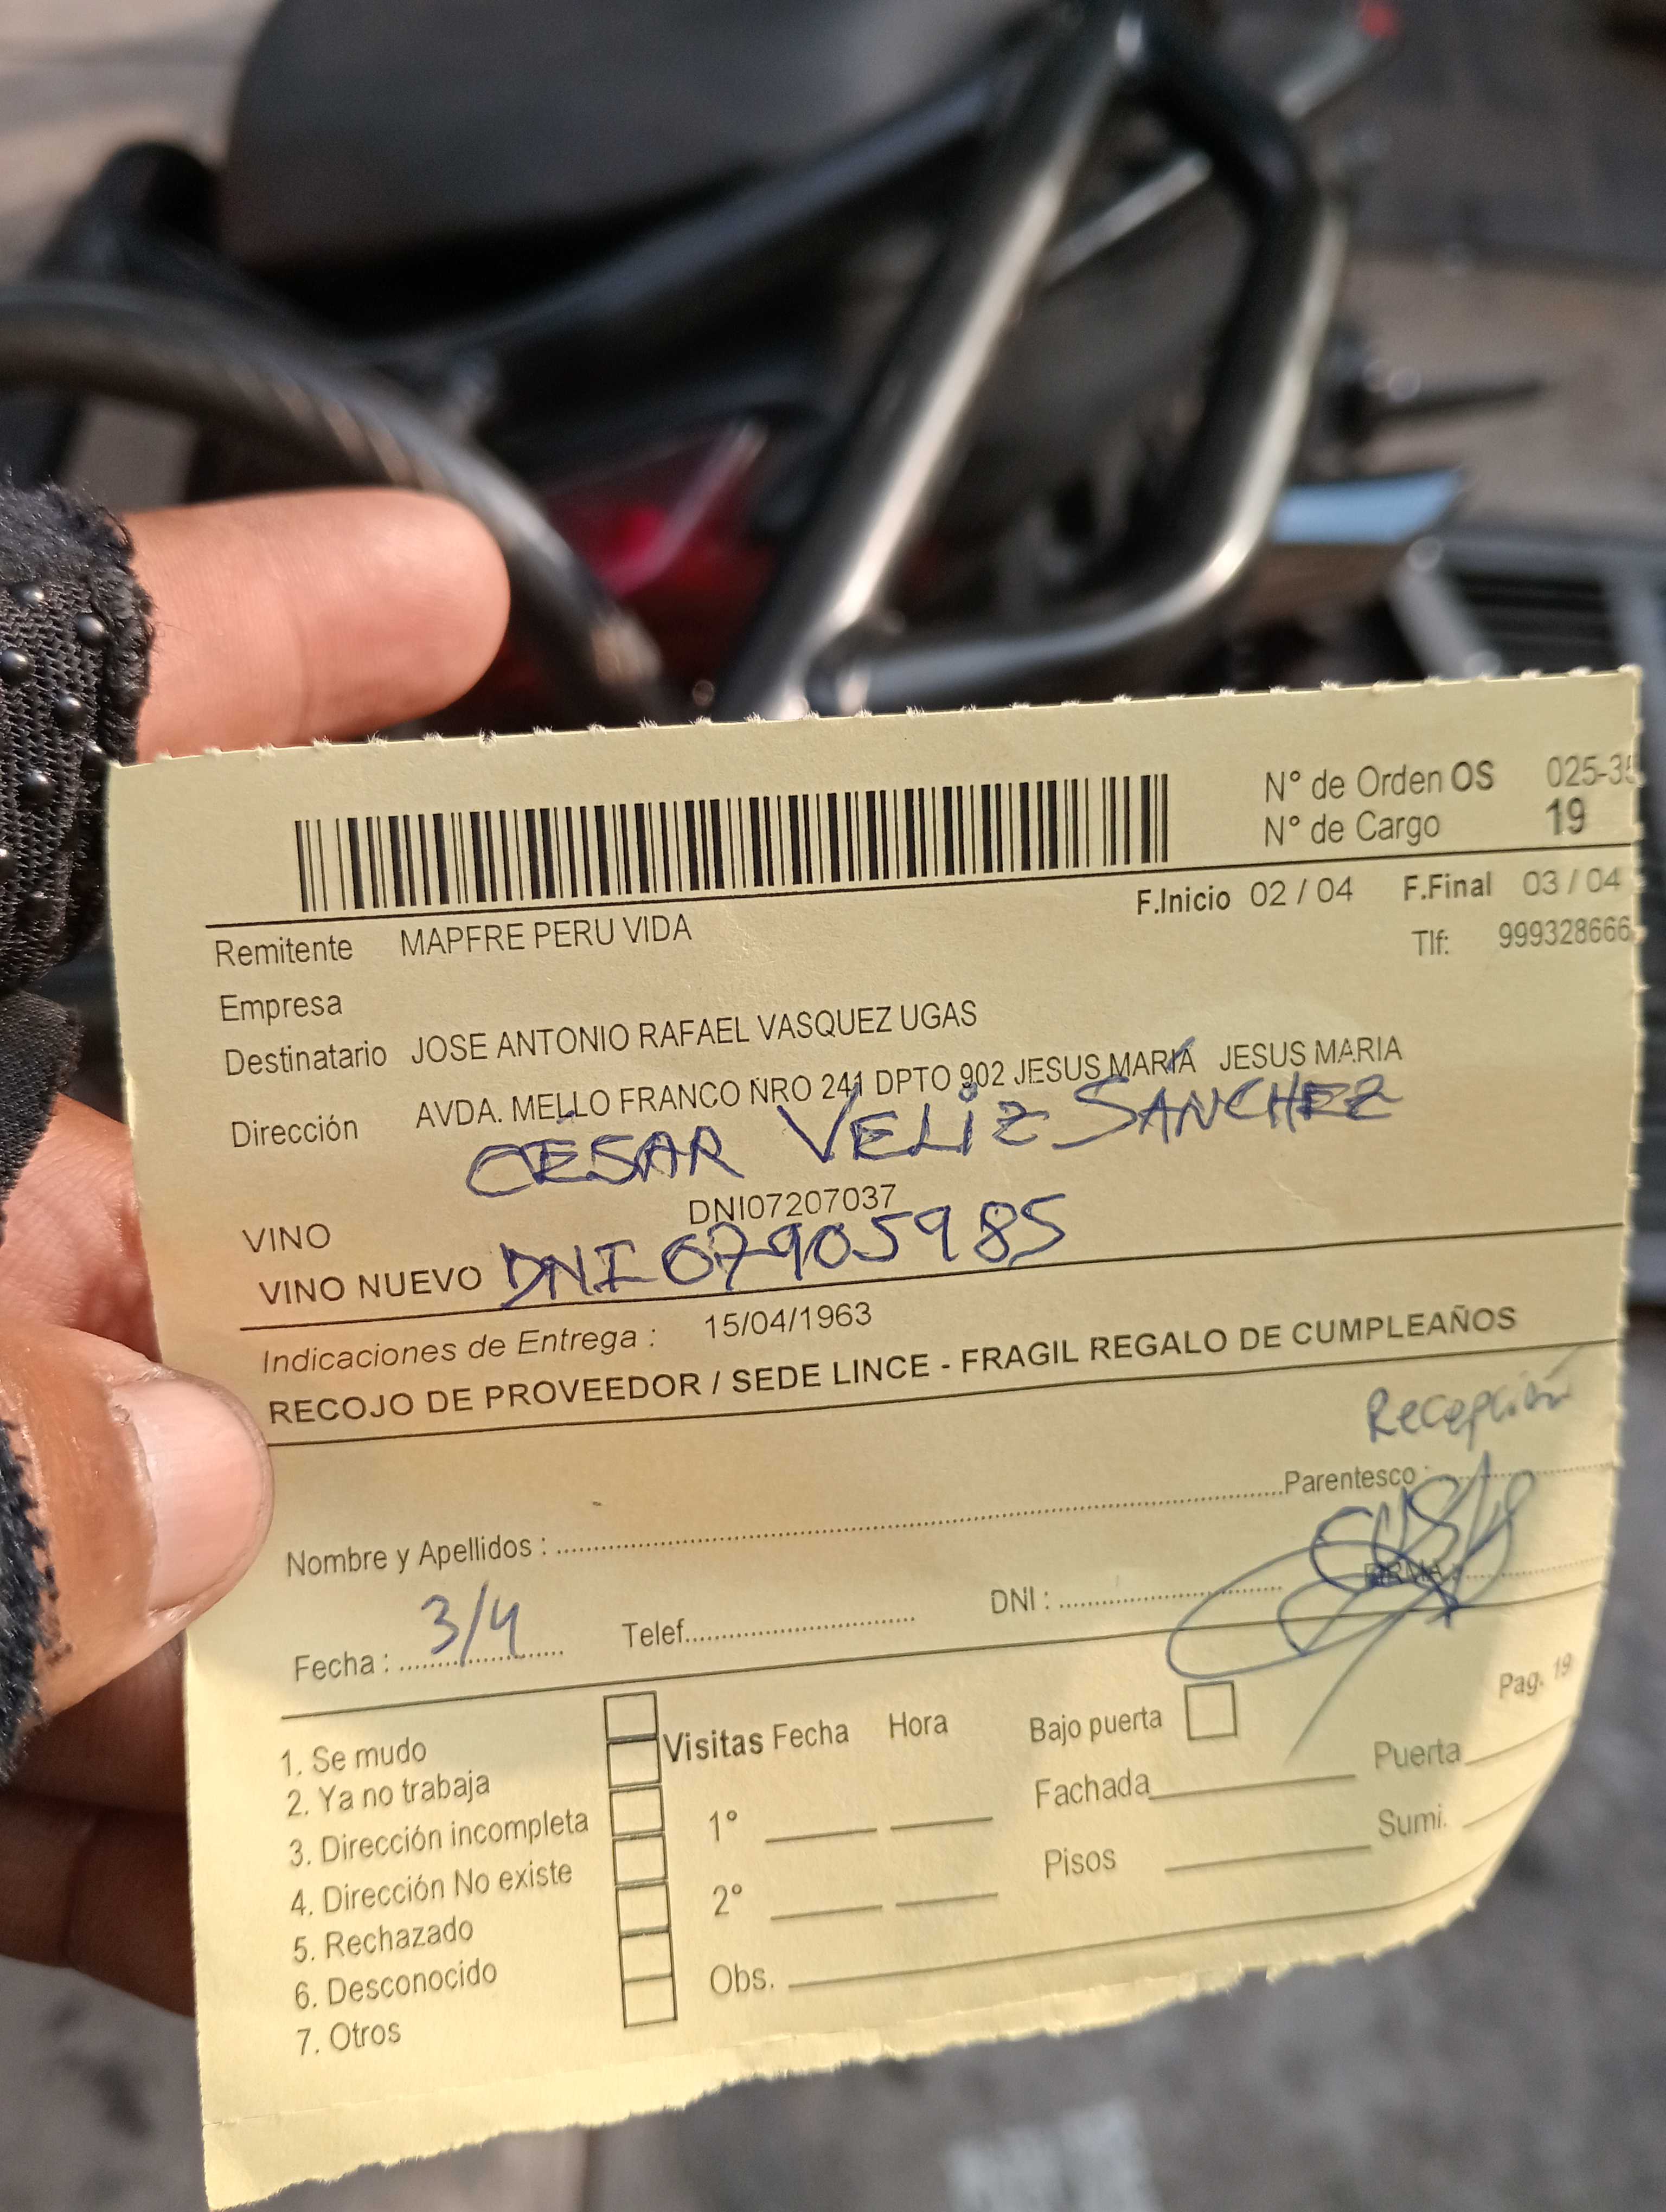 N° de Orden OS 025-35
N° de Cargo 19
F.Inicio 02 / 04 F.Final 03 / 04
Remitente MAPFRE PERU VIDA
Tlf: 999328666
Empresa
Destinatario JOSE ANTONIO RAFAEL VASQUEZ UGAS
Dirección AVDA. MELLO FRANCO NRO 241 DPTO 902 JESUS MARIA JESUS MARIA
CÉSAR VELIZ SÁNCHEZ
VINO DNI07207037
VINO NUEVO DNI 07905985
Indicaciones de Entrega : 15/04/1963
RECOJO DE PROVEEDOR / SEDE LINCE - FRAGIL REGALO DE CUMPLEAÑOS
Recepción
Nombre y Apellidos : Parentesco :
Fecha : 3/4 Telef. DNI : FIRMA :
Pag. 19
1. Se mudo
2. Ya no trabaja
3. Dirección incompleta
4. Dirección No existe
5. Rechazado
6. Desconocido
7. Otros
Visitas Fecha Hora
1°
2°
Obs.
Bajo puerta
Fachada Puerta
Pisos Sumi.